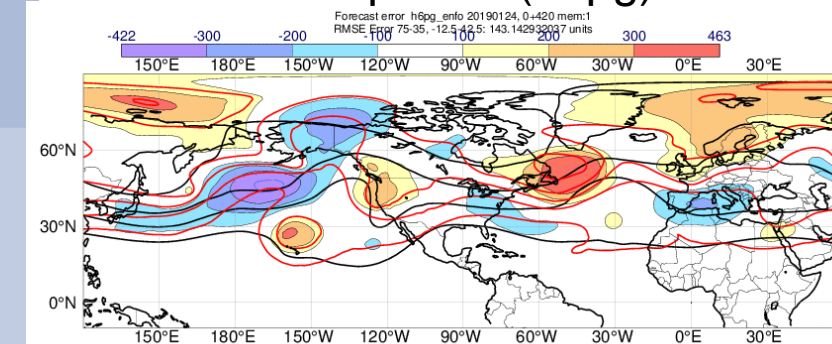 (    pg)
Forecast error h6pg_enfo 20190124, 0+420 mem:1
RMSE Error 75-35, -12.5-42.5: 143.142932037 units
-422 -300 -200 -100 100 200 300 463
150°E 180°E 150°W 120°W 90°W 60°W 30°W 0°E 30°E
60°N
30°N
0°N
150°E 180°E 150°W 120°W 90°W 60°W 30°W 0°E 30°E